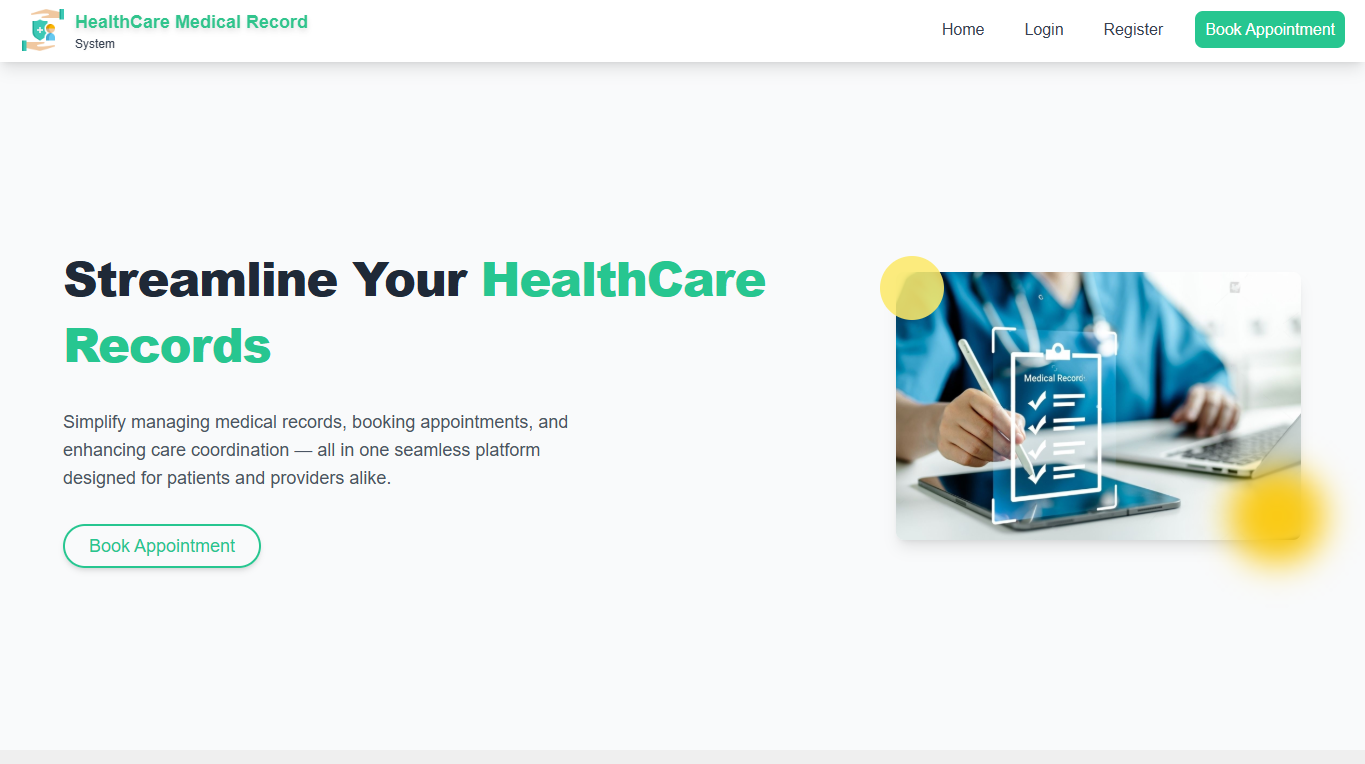 HealthCare Medical Record
System
Home
Login
Register
Book Appointment
Streamline Your HealthCare
Records
Simplify managing medical records, booking appointments, and
enhancing care coordination — all in one seamless platform
designed for patients and providers alike.
Book Appointment
Medical Records